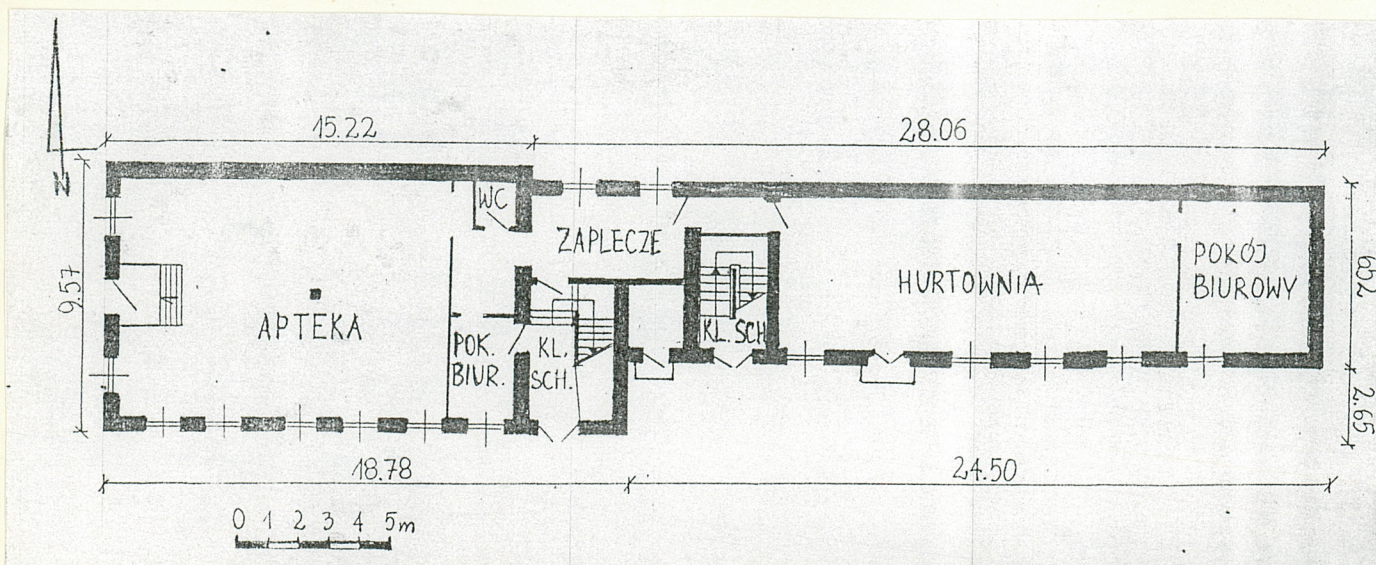 15.22
28.06
N
WC
ZAPLECZE
9.57
APTEKA
HURTOWNIA
POKÓJ
BIUROWY
6.02
POK.
BIUR.
KL.
SCH.
KL. SCH
2.65
18.78
24.50
0 1 2 3 4 5m